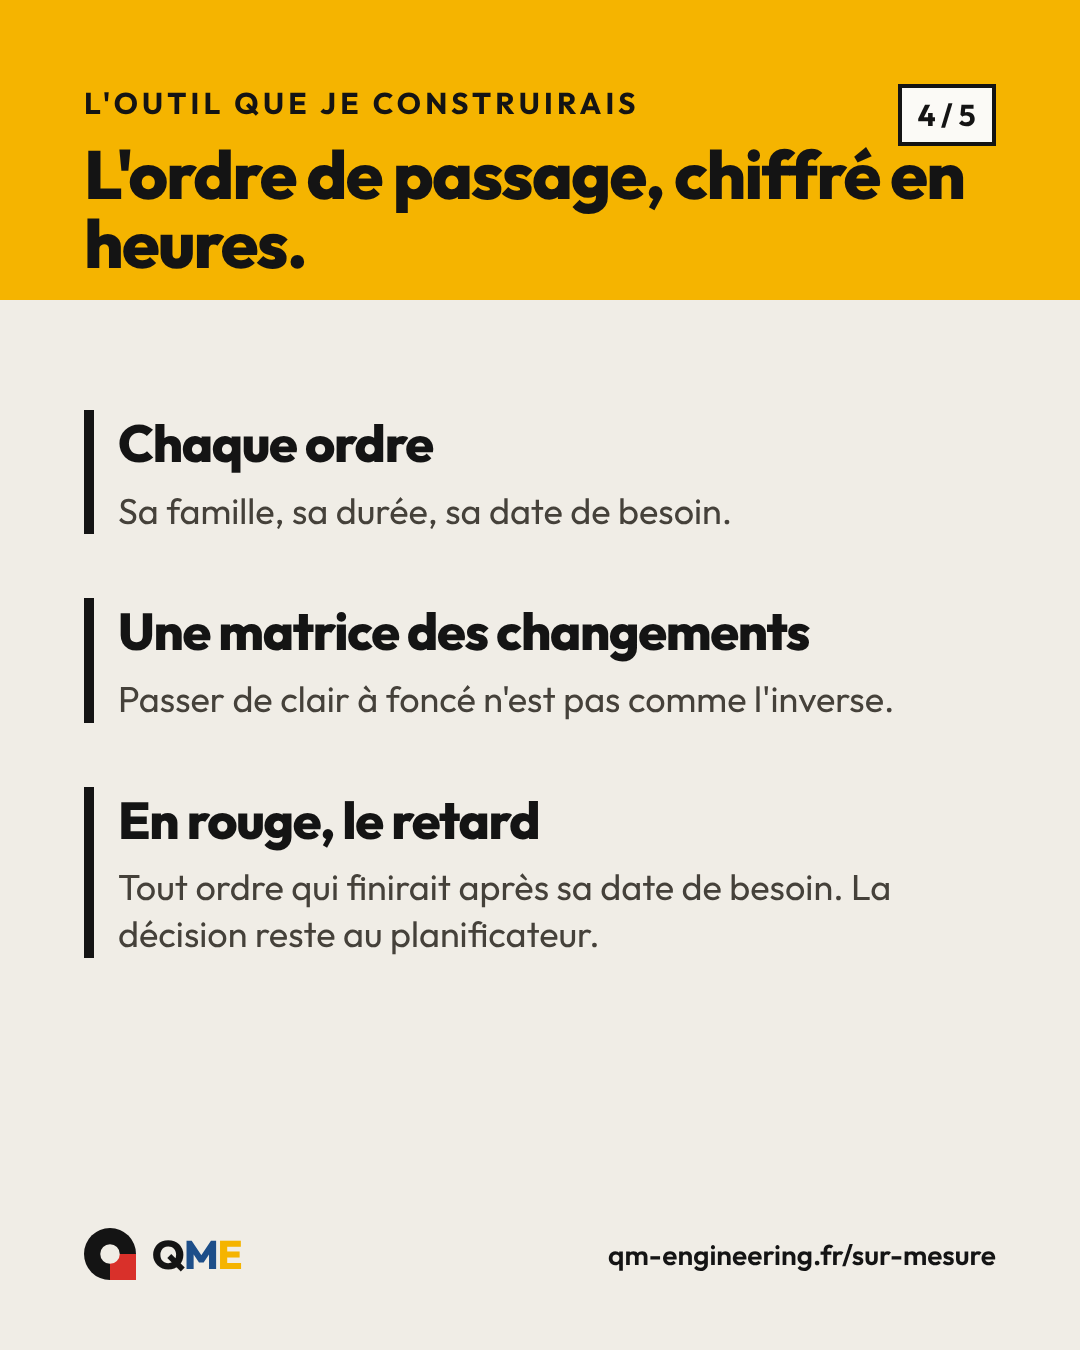 L'OUTIL QUE JE CONSTRUIRAIS
4/5
L'ordre de passage, chiffré en
heures.
Chaque ordre
Sa famille, sa durée, sa date de besoin.
Une matrice des changements
Passer de clair à foncé n'est pas comme l'inverse.
En rouge, le retard
Tout ordre qui finirait après sa date de besoin. La
décision reste au planificateur.
QME
qm-engineering.fr/sur-mesure